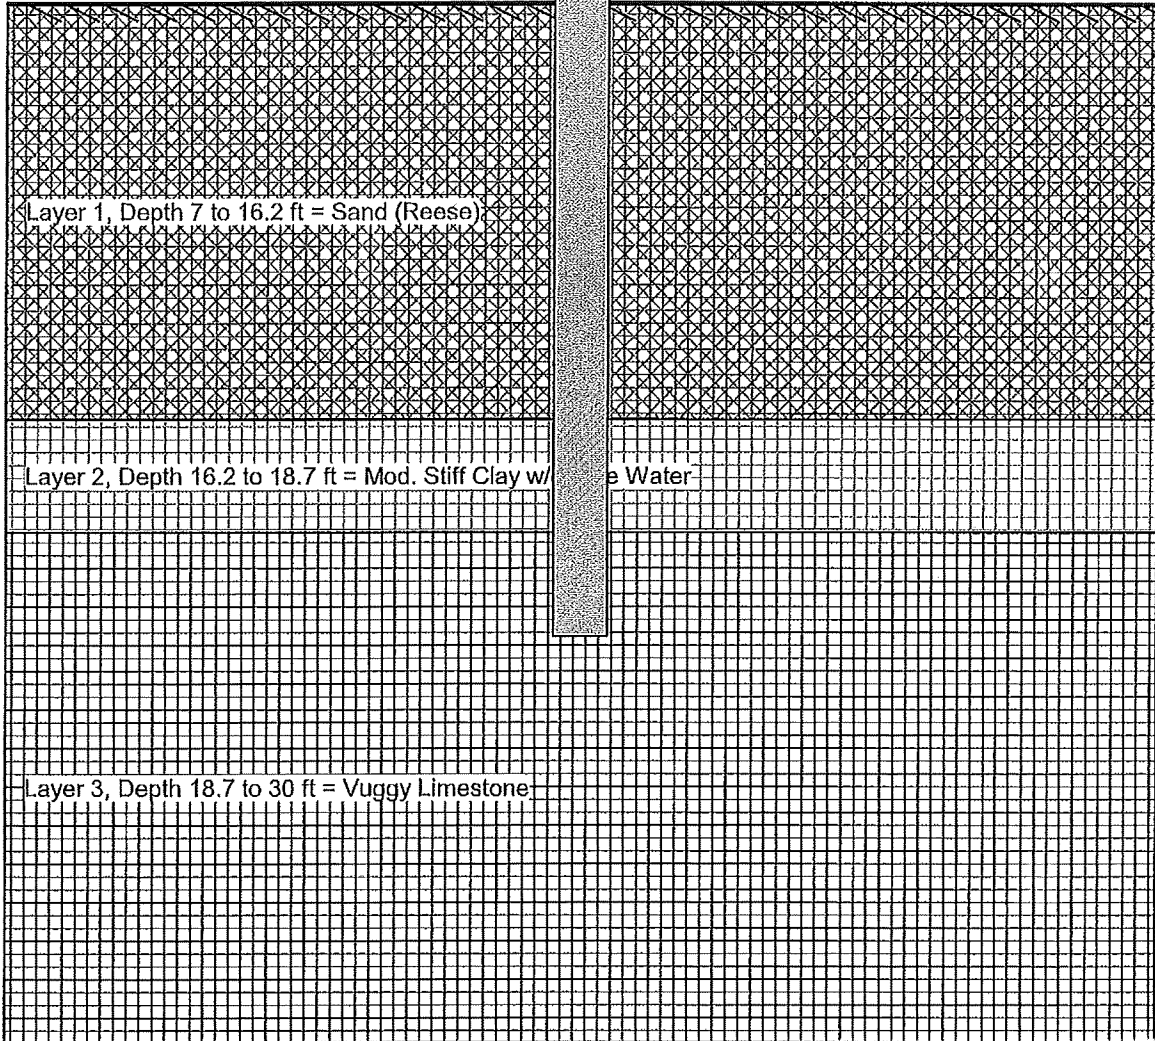 Layer 1, Depth 7 to 16.2 ft = Sand (Reese)
Layer 2, Depth 16.2 to 18.7 ft = Mod. Stiff Clay w/ Water
Layer 3, Depth 18.7 to 30 ft = Vuggy Limestone